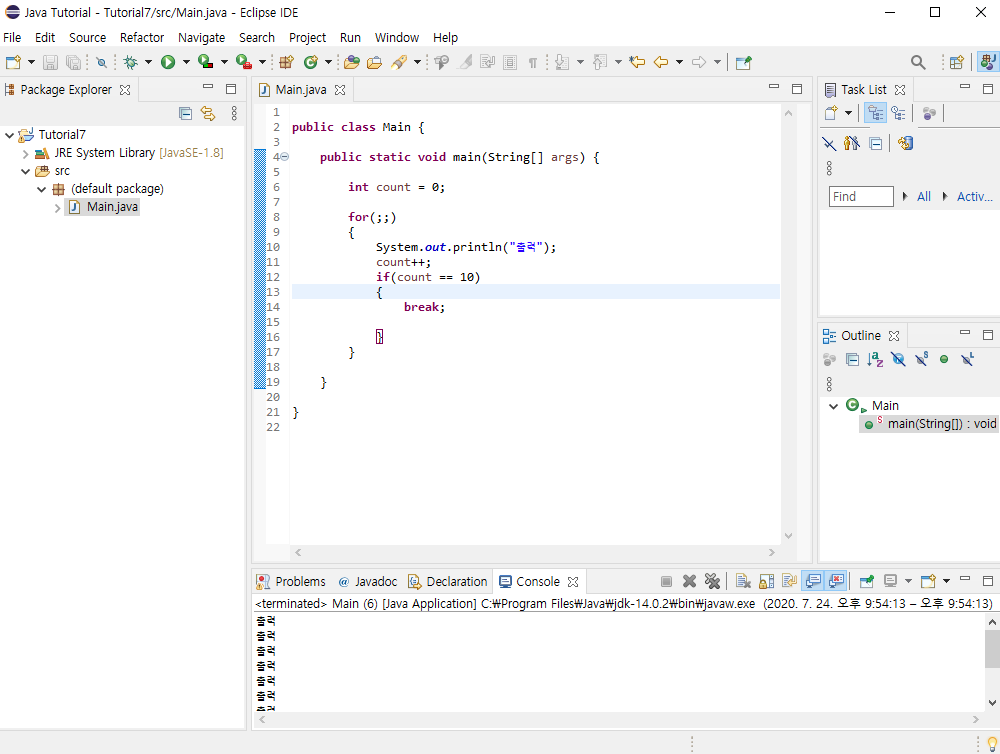 Java Tutorial - Tutorial7/src/Main.java - Eclipse IDE
File Edit Source Refactor Navigate Search Project Run Window Help
Package Explorer
Tutorial7
JRE System Library [JavaSE-1.8]
src
(default package)
Main.java
Main.java
1
2 public class Main {
3
4 public static void main(String[] args) {
5
6 int count = 0;
7
8 for(;;)
9 {
10 System.out.println("출력");
11 count++;
12 if(count == 10)
13 {
14 break;
15
16 }
17 }
18
19 }
20
21 }
22
Task List
Find All Activ...
Outline
Main
main(String[]) : void
Problems @ Javadoc Declaration Console
<terminated> Main (6) [Java Application] C:₩Program Files₩Java₩jdk-14.0.2₩bin₩javaw.exe (2020. 7. 24. 오후 9:54:13 – 오후 9:54:13)
출력
출력
출력
출력
출력
출력
출력